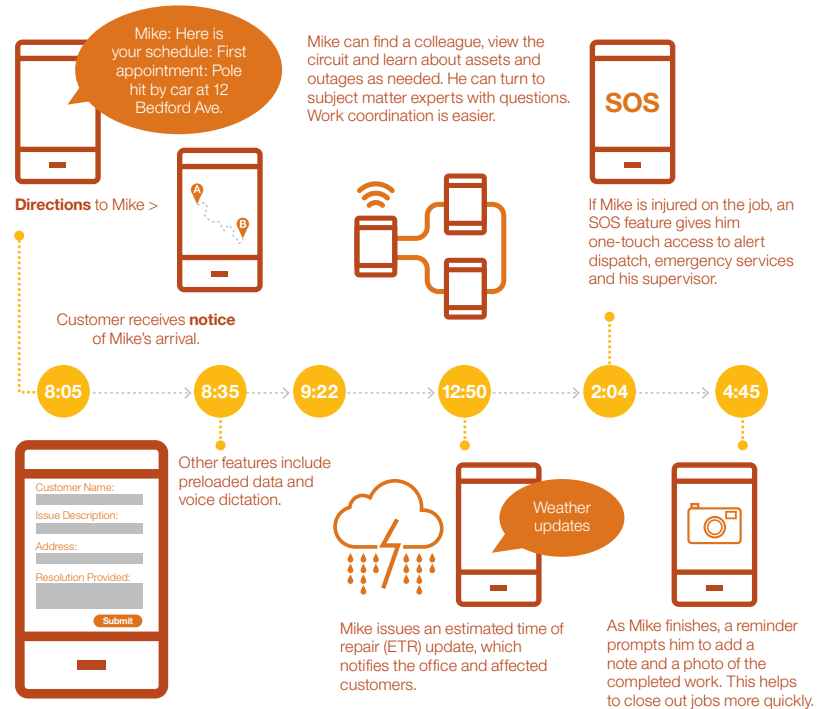 Mike: Here is
your schedule: First
appointment: Pole
hit by car at 12
Bedford Ave.
Directions to Mike >
A
B
Customer receives notice
of Mike's arrival.
Mike can find a colleague, view the
circuit and learn about assets and
outages as needed. He can turn to
subject matter experts with questions.
Work coordination is easier.
SOS
If Mike is injured on the job, an
SOS feature gives him
one-touch access to alert
dispatch, emergency services
and his supervisor.
8:05
8:35
9:22
12:50
2:04
4:45
Customer Name:
Issue Description:
Address:
Resolution Provided:
Submit
Other features include
preloaded data and
voice dictation.
Weather
updates
Mike issues an estimated time of
repair (ETR) update, which
notifies the office and affected
customers.
As Mike finishes, a reminder
prompts him to add a
note and a photo of the
completed work. This helps
to close out jobs more quickly.